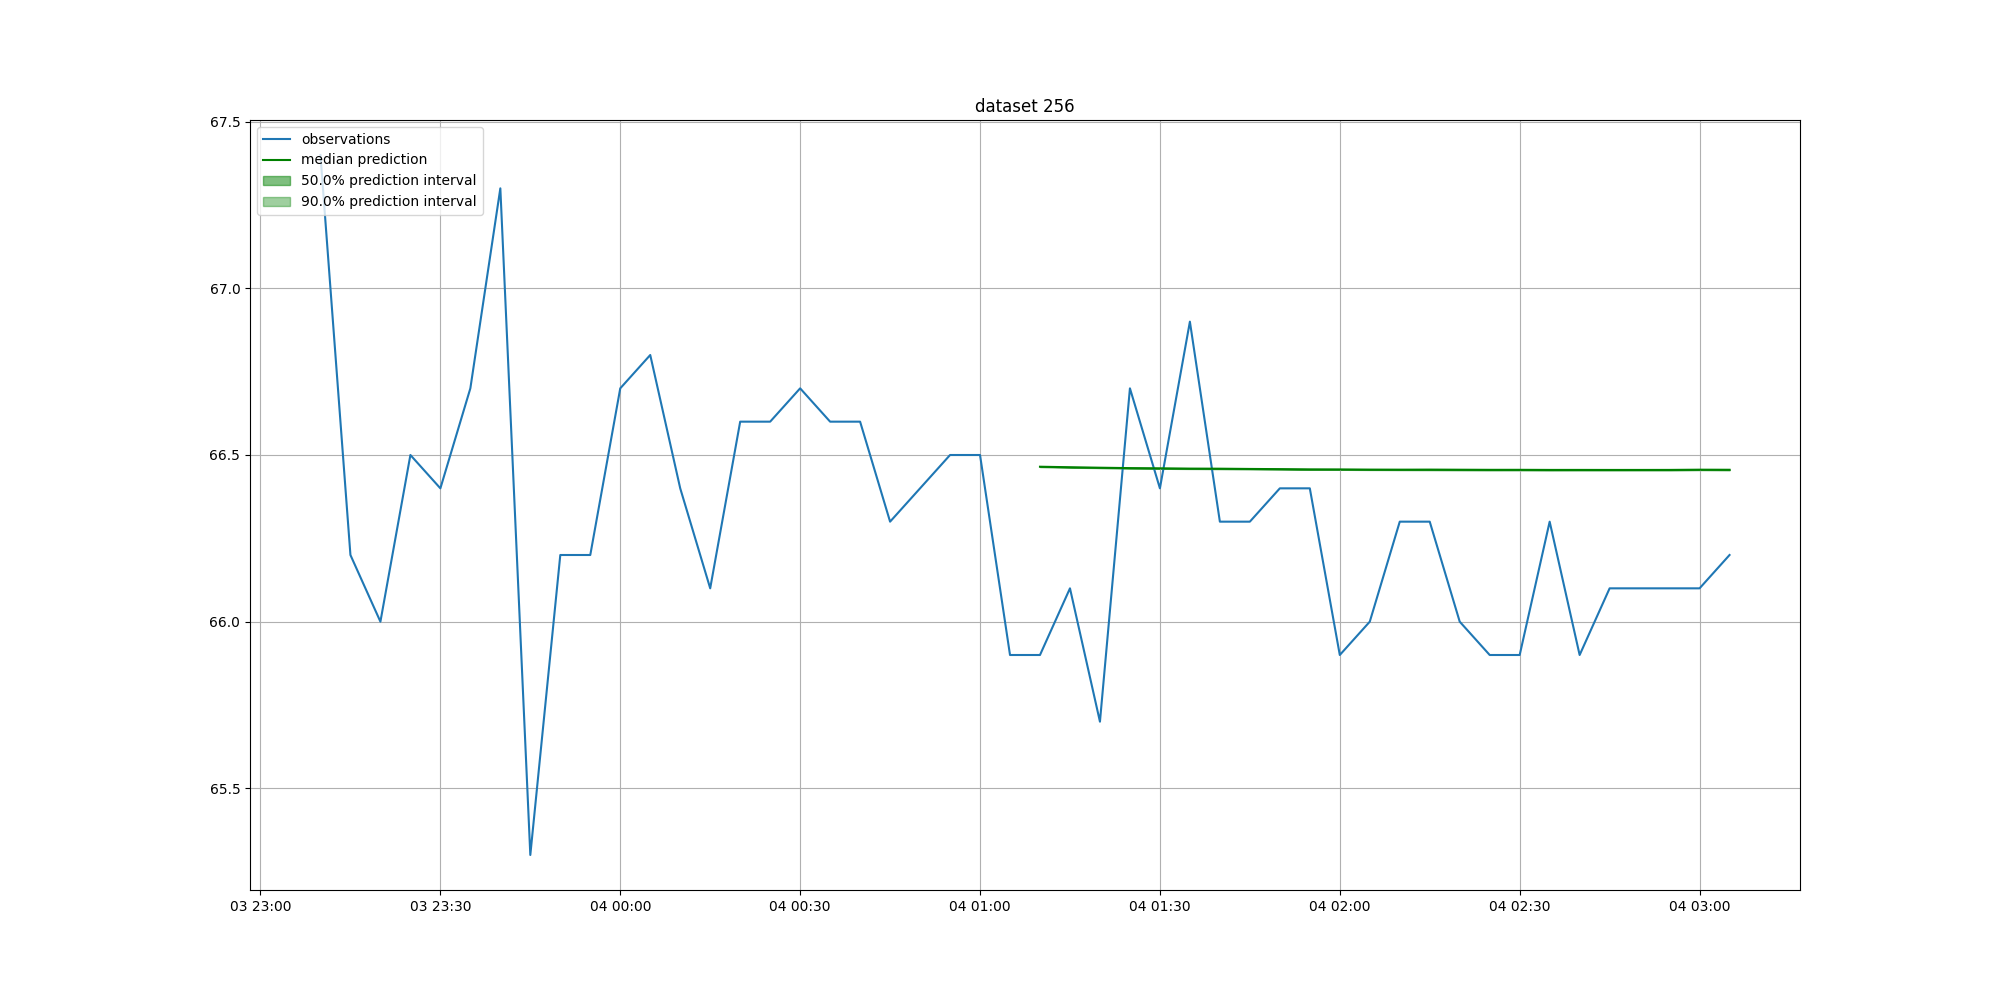 dataset 256
67.5
67.0
66.5
66.0
65.5
observations
median prediction
50.0% prediction interval
90.0% prediction interval
03 23:00 03 23:30 04 00:00 04 00:30 04 01:00 04 01:30 04 02:00 04 02:30 04 03:00